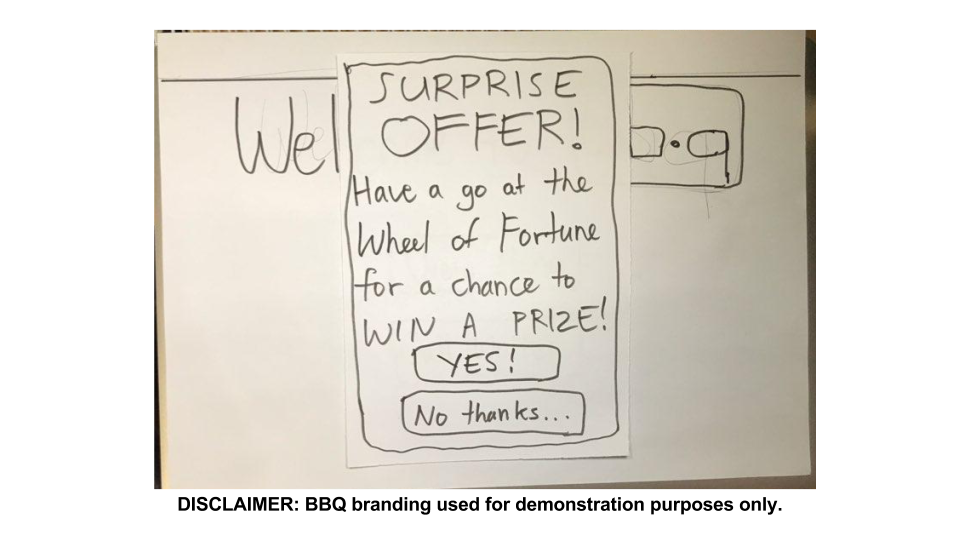 SURPRISE
OFFER!
Wel
Have a go at the
Wheel of Fortune
for a chance to
WIN A PRIZE!
YES!
No thanks...
DISCLAIMER: BBQ branding used for demonstration purposes only.